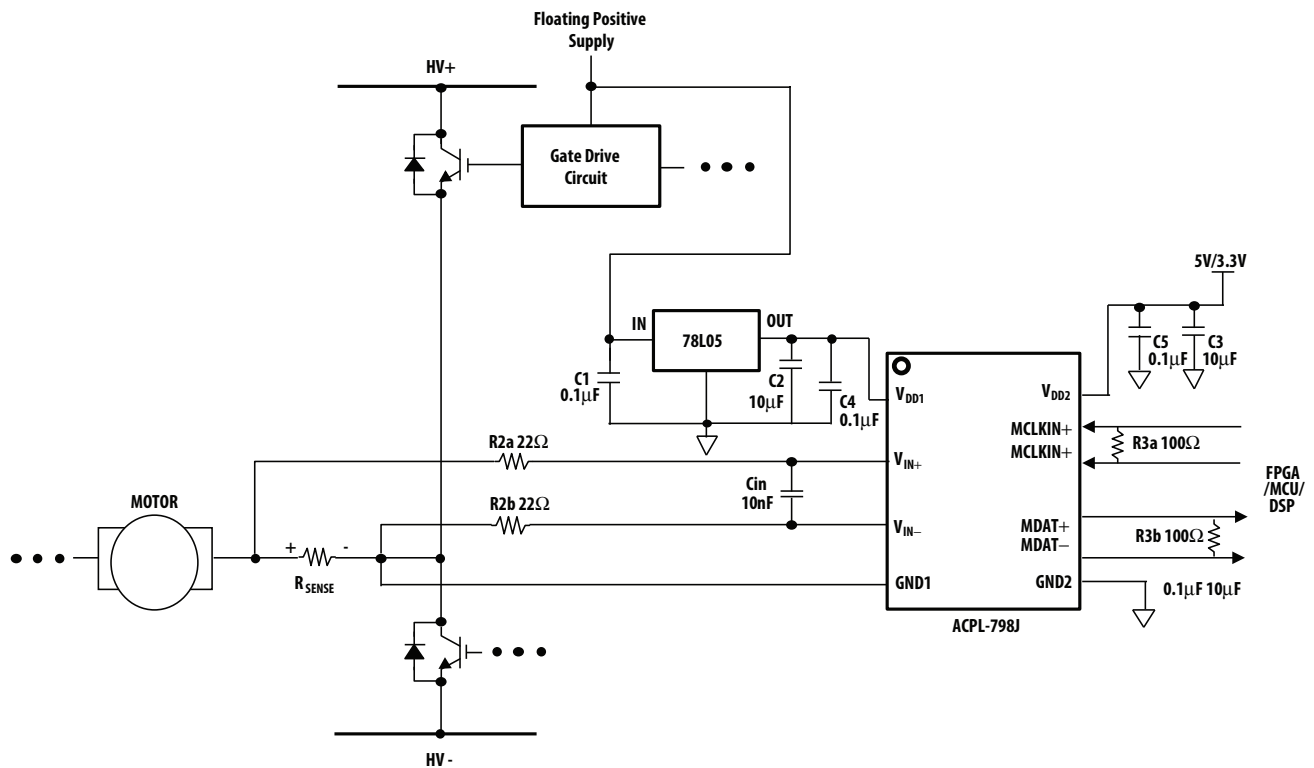 Floating Positive
Supply
HV+
Gate Drive
Circuit
5V/3.3V
IN
78L05
OUT
C1
0.1μF
C2
10μF
C4
0.1μF
C5
0.1μF
C3
10μF
VDD1
VDD2
MCLKIN+
MCLKIN+
R3a 100Ω
R2a 22Ω
VIN+
Cin
10nF
FPGA
/MCU/
DSP
MOTOR
R2b 22Ω
VIN−
MDAT+
MDAT−
R3b 100Ω
+
-
RSENSE
GND1
GND2
0.1μF 10μF
ACPL-798J
HV -